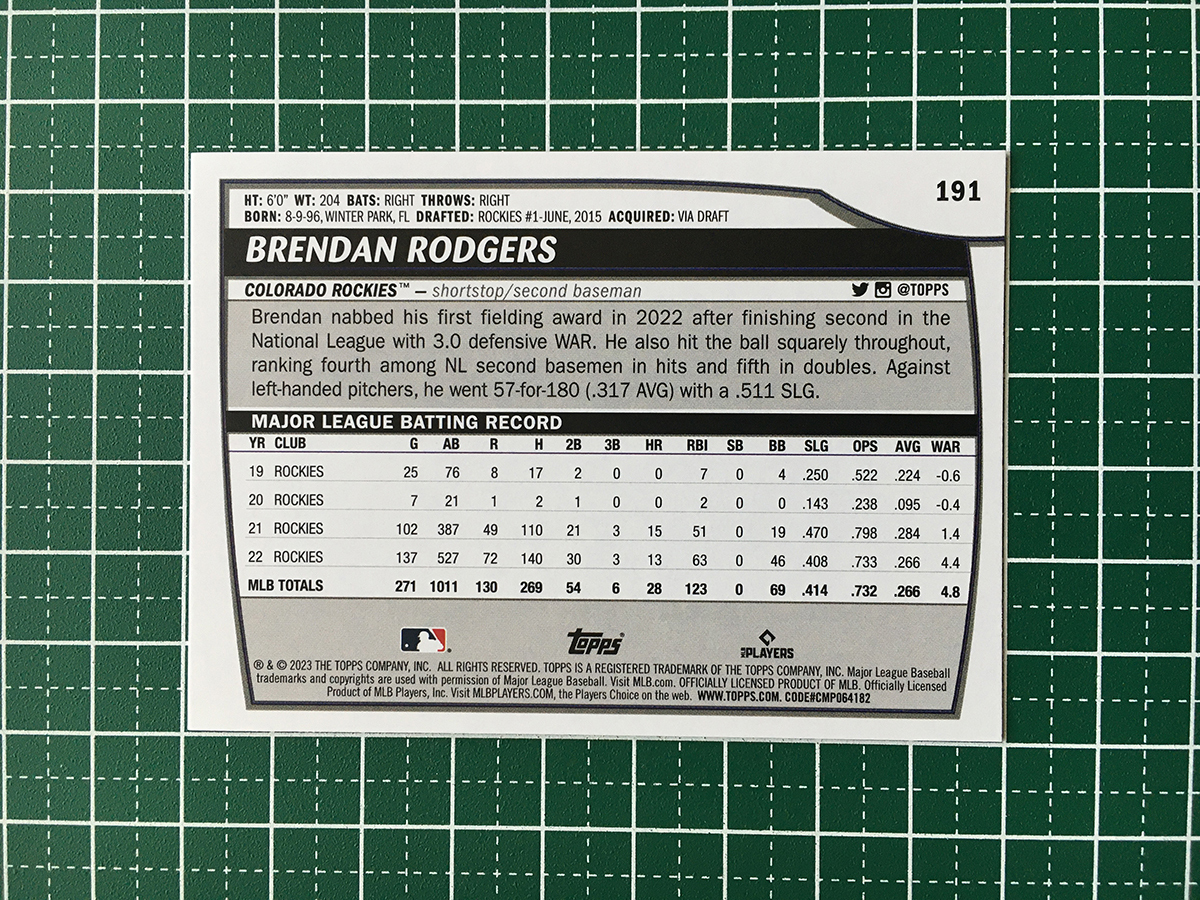 191
HT: 6'0" WT: 204 BATS: RIGHT THROWS: RIGHT
BORN: 8-9-96, WINTER PARK, FL DRAFTED: ROCKIES #1-JUNE, 2015 ACQUIRED: VIA DRAFT
BRENDAN RODGERS
COLORADO ROCKIES™ – shortstop/second baseman @TOPPS
Brendan nabbed his first fielding award in 2022 after finishing second in the
National League with 3.0 defensive WAR. He also hit the ball squarely throughout,
ranking fourth among NL second basemen in hits and fifth in doubles. Against
left-handed pitchers, he went 57-for-180 (.317 AVG) with a .511 SLG.
MAJOR LEAGUE BATTING RECORD
YR CLUB G AB R H 2B 3B HR RBI SB BB SLG OPS AVG WAR
19 ROCKIES 25 76 8 17 2 0 0 7 0 4 .250 .522 .224 -0.6
20 ROCKIES 7 21 1 2 1 0 0 2 0 0 .143 .238 .095 -0.4
21 ROCKIES 102 387 49 110 21 3 15 51 0 19 .470 .798 .284 1.4
22 ROCKIES 137 527 72 140 30 3 13 63 0 46 .408 .733 .266 4.4
MLB TOTALS 271 1011 130 269 54 6 28 123 0 69 .414 .732 .266 4.8
topps® PLAYERS
® & © 2023 THE TOPPS COMPANY, INC. ALL RIGHTS RESERVED. TOPPS IS A REGISTERED TRADEMARK OF THE TOPPS COMPANY, INC. Major League Baseball
trademarks and copyrights are used with permission of Major League Baseball. Visit MLB.com. OFFICIALLY LICENSED PRODUCT OF MLB. Officially Licensed
Product of MLB Players, Inc. Visit MLBPLAYERS.COM, the Players Choice on the web. WWW.TOPPS.COM. CODE#CMP064182